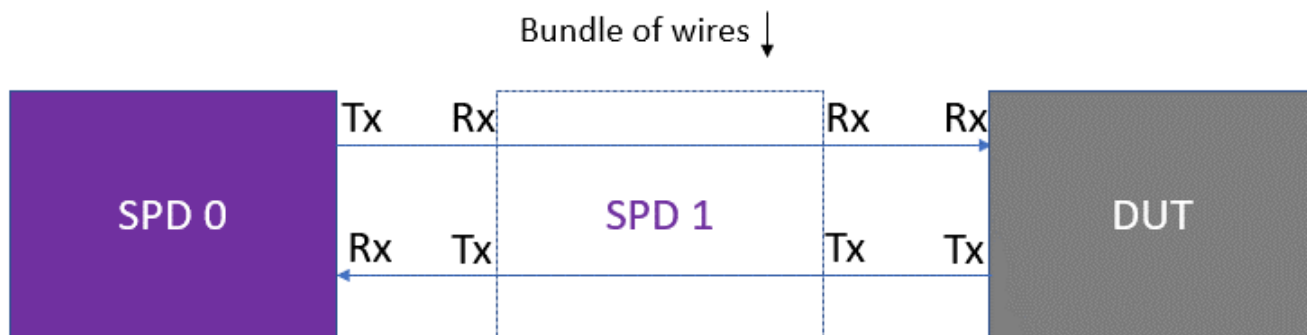 Bundle of wires
Tx Rx Rx Rx
SPD 0 SPD 1 DUT
Rx Tx Tx Tx